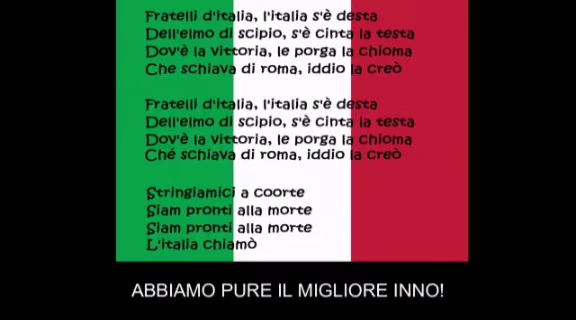 Fratelli d'italia, l'italia s'è desta
Dell'elmo di scipio, s'è cinta la testa
Dov'è la vittoria, le porga la chioma
Che schiava di roma, iddio la creò
Fratelli d'italia, l'italia s'è desta
Dell'elmo di scipio, s'è cinta la testa
Dov'è la vittoria, le porga la chioma
Ché schiava di roma, iddio la creò
Stringiamici a coorte
Siam pronti alla morte
Siam pronti alla morte
L'italia chiamò
ABBIAMO PURE IL MIGLIORE INNO!